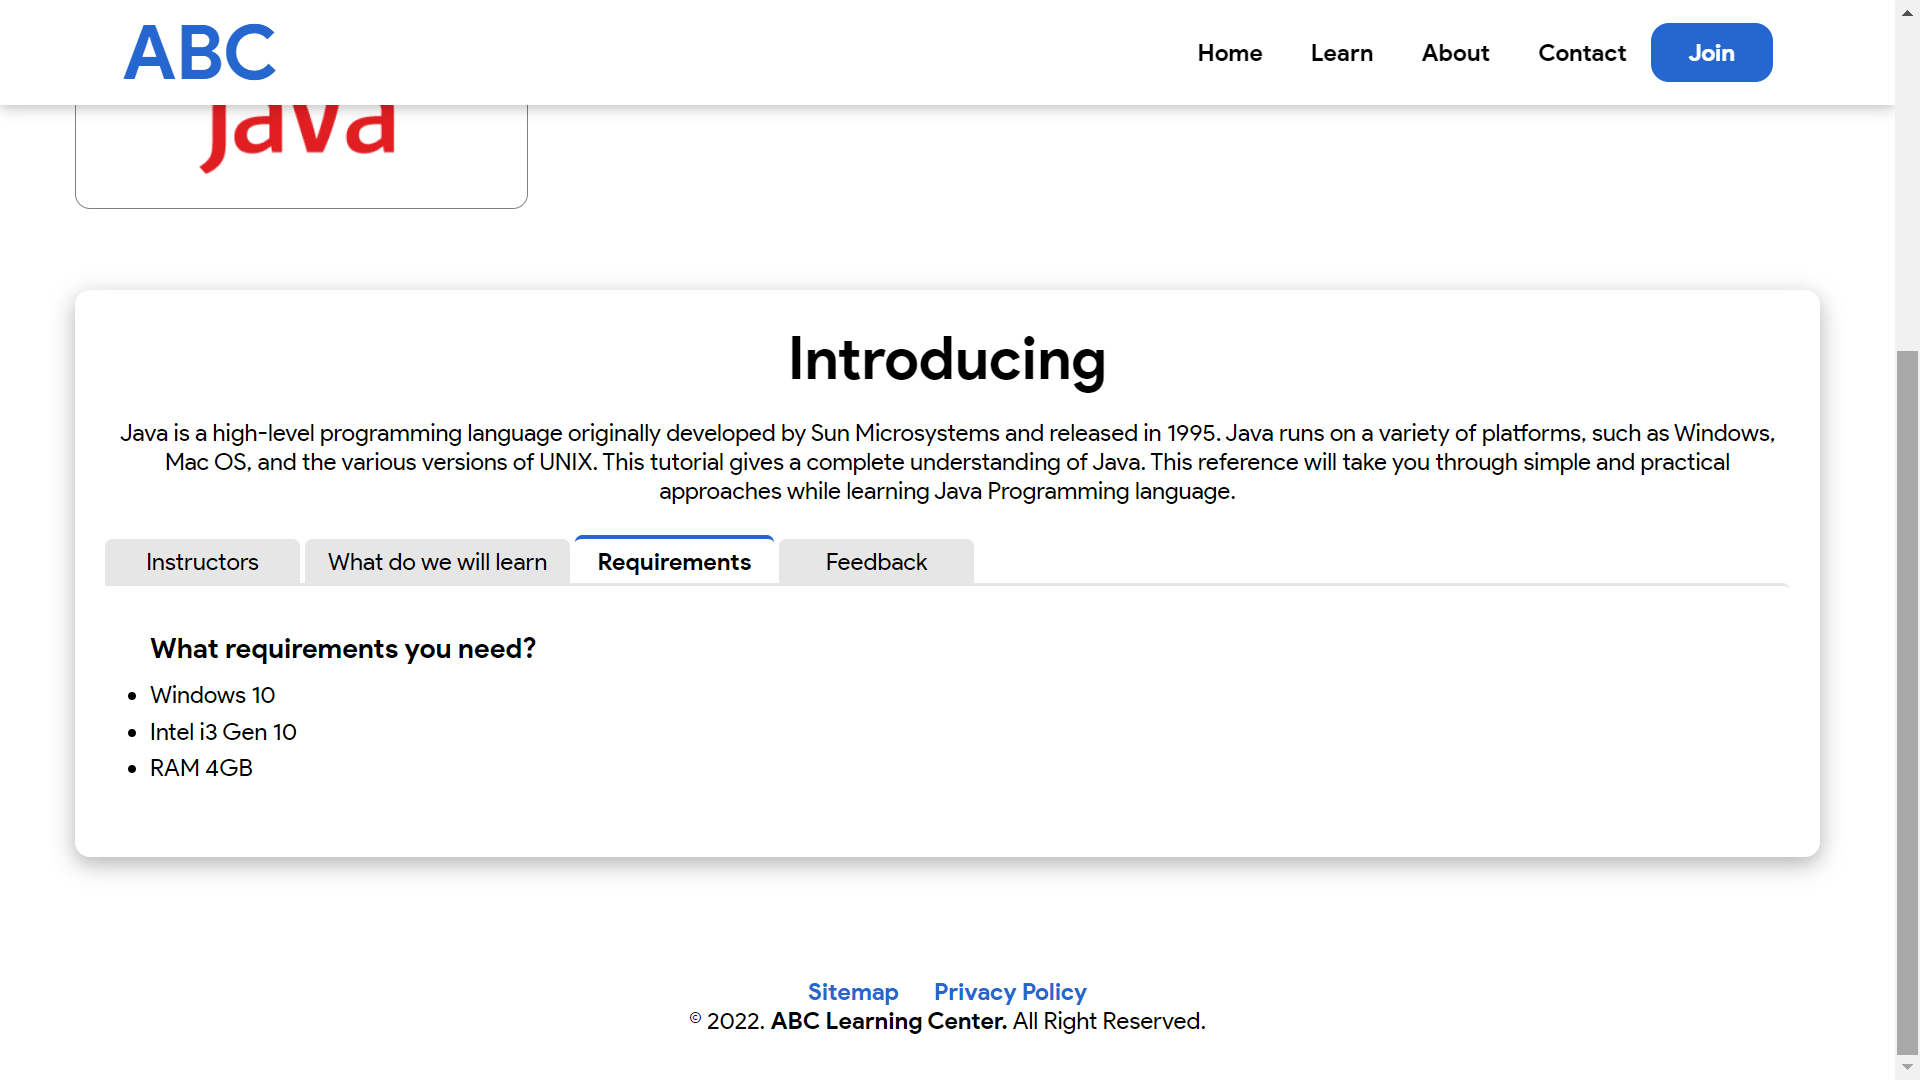 ABC
Home Learn About Contact Join
Java
Introducing
Java is a high-level programming language originally developed by Sun Microsystems and released in 1995. Java runs on a variety of platforms, such as Windows,
Mac OS, and the various versions of UNIX. This tutorial gives a complete understanding of Java. This reference will take you through simple and practical
approaches while learning Java Programming language.
Instructors What do we will learn Requirements Feedback
What requirements you need?
• Windows 10
• Intel i3 Gen 10
• RAM 4GB
Sitemap Privacy Policy
© 2022. ABC Learning Center. All Right Reserved.